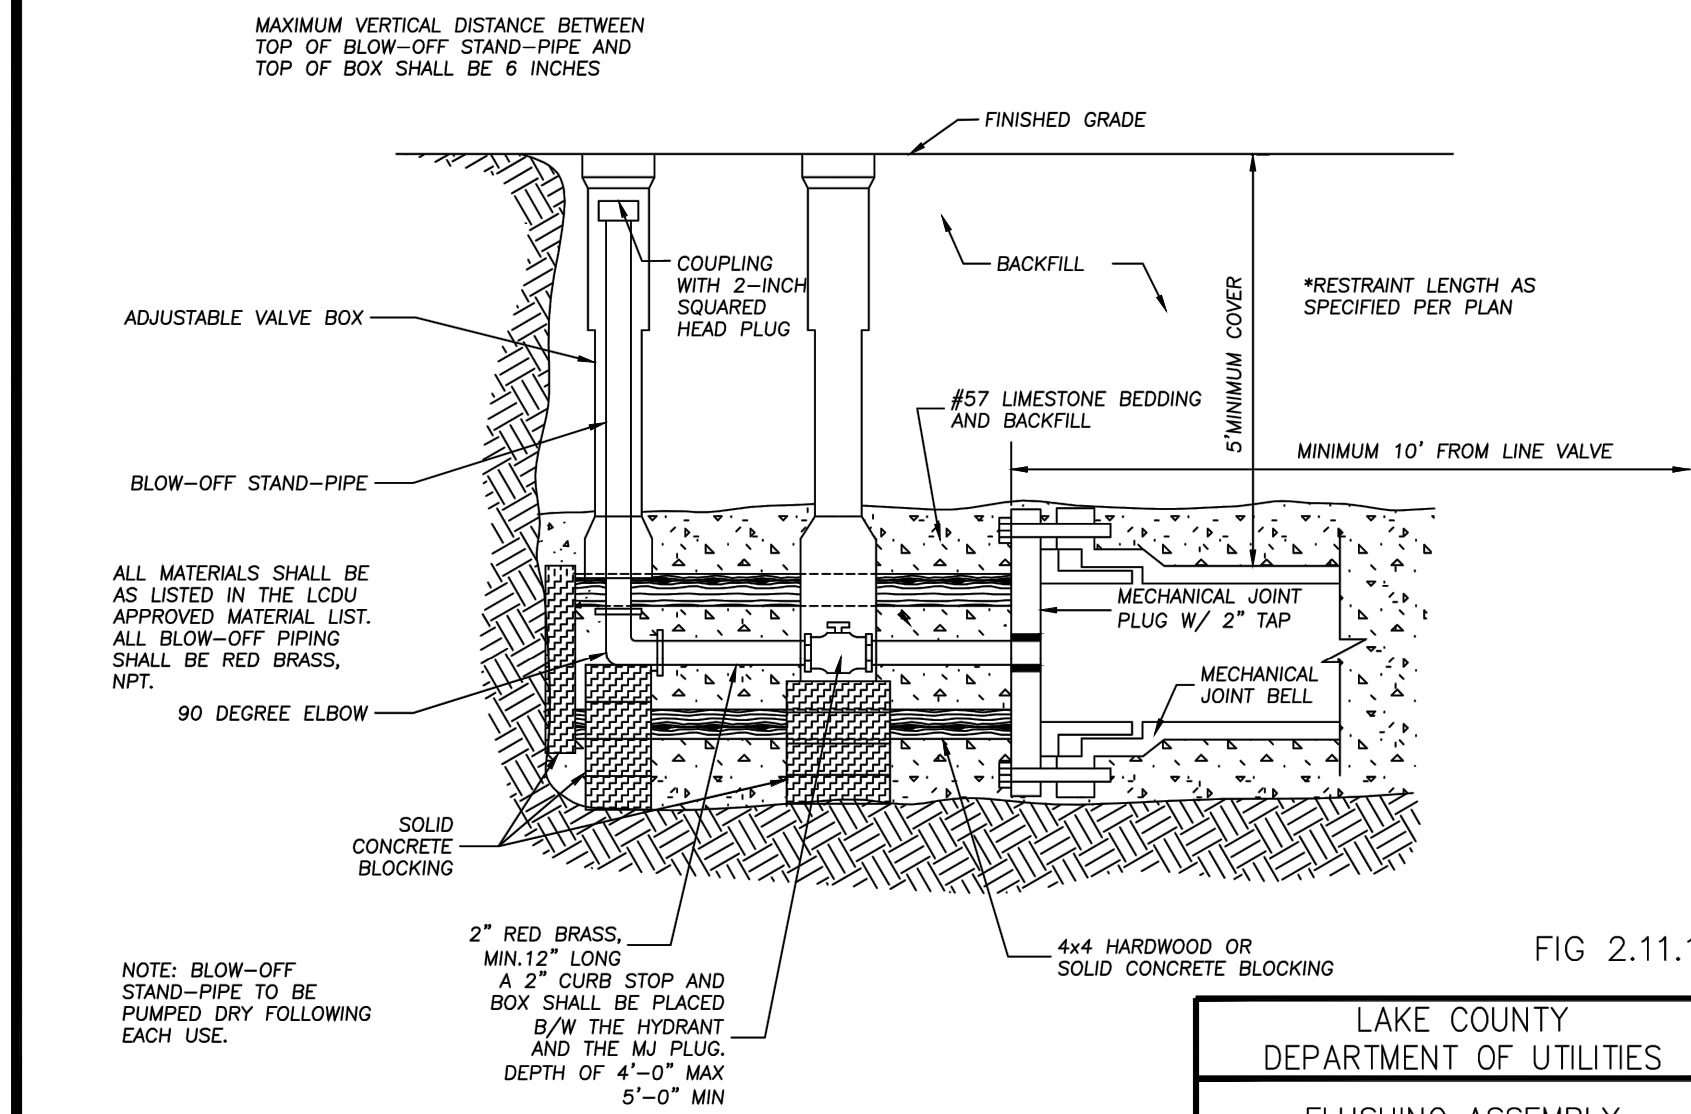 MAXIMUM VERTICAL DISTANCE BETWEEN
TOP OF BLOW-OFF STAND-PIPE AND
TOP OF BOX SHALL BE 6 INCHES
FINISHED GRADE
COUPLING
WITH 2-INCH
SQUARED
HEAD PLUG
BACKFILL
5'MINIMUM COVER
*RESTRAINT LENGTH AS
SPECIFIED PER PLAN
ADJUSTABLE VALVE BOX
#57 LIMESTONE BEDDING
AND BACKFILL
MINIMUM 10' FROM LINE VALVE
BLOW-OFF STAND-PIPE
ALL MATERIALS SHALL BE
AS LISTED IN THE LCDU
APPROVED MATERIAL LIST.
ALL BLOW-OFF PIPING
SHALL BE RED BRASS,
NPT.
MECHANICAL JOINT
PLUG W/ 2" TAP
MECHANICAL
JOINT BELL
90 DEGREE ELBOW
SOLID
CONCRETE
BLOCKING
2" RED BRASS,
MIN.12" LONG
A 2" CURB STOP AND
BOX SHALL BE PLACED
B/W THE HYDRANT
AND THE MJ PLUG.
DEPTH OF 4'-0" MAX
5'-0" MIN
4x4 HARDWOOD OR
SOLID CONCRETE BLOCKING
NOTE: BLOW-OFF
STAND-PIPE TO BE
PUMPED DRY FOLLOWING
EACH USE.
FIG 2.11.1
LAKE COUNTY
DEPARTMENT OF UTILITIES
FLUSHING ASSEMBLY